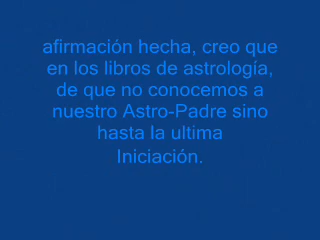 afirmación hecha, creo que
en los libros de astrología,
de que no conocemos a
nuestro Astro-Padre sino
hasta la ultima
Iniciación.